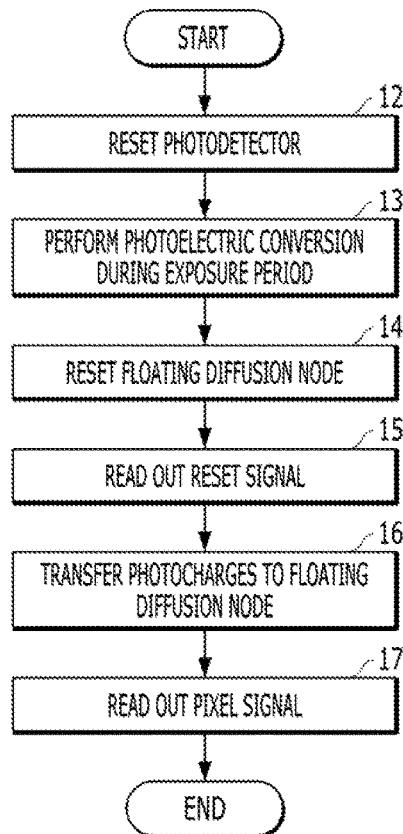 START
12
RESET PHOTODETECTOR
13
PERFORM PHOTOELECTRIC CONVERSION
DURING EXPOSURE PERIOD
14
RESET FLOATING DIFFUSION NODE
15
READ OUT RESET SIGNAL
16
TRANSFER PHOTOCHARGES TO FLOATING
DIFFUSION NODE
17
READ OUT PIXEL SIGNAL
END